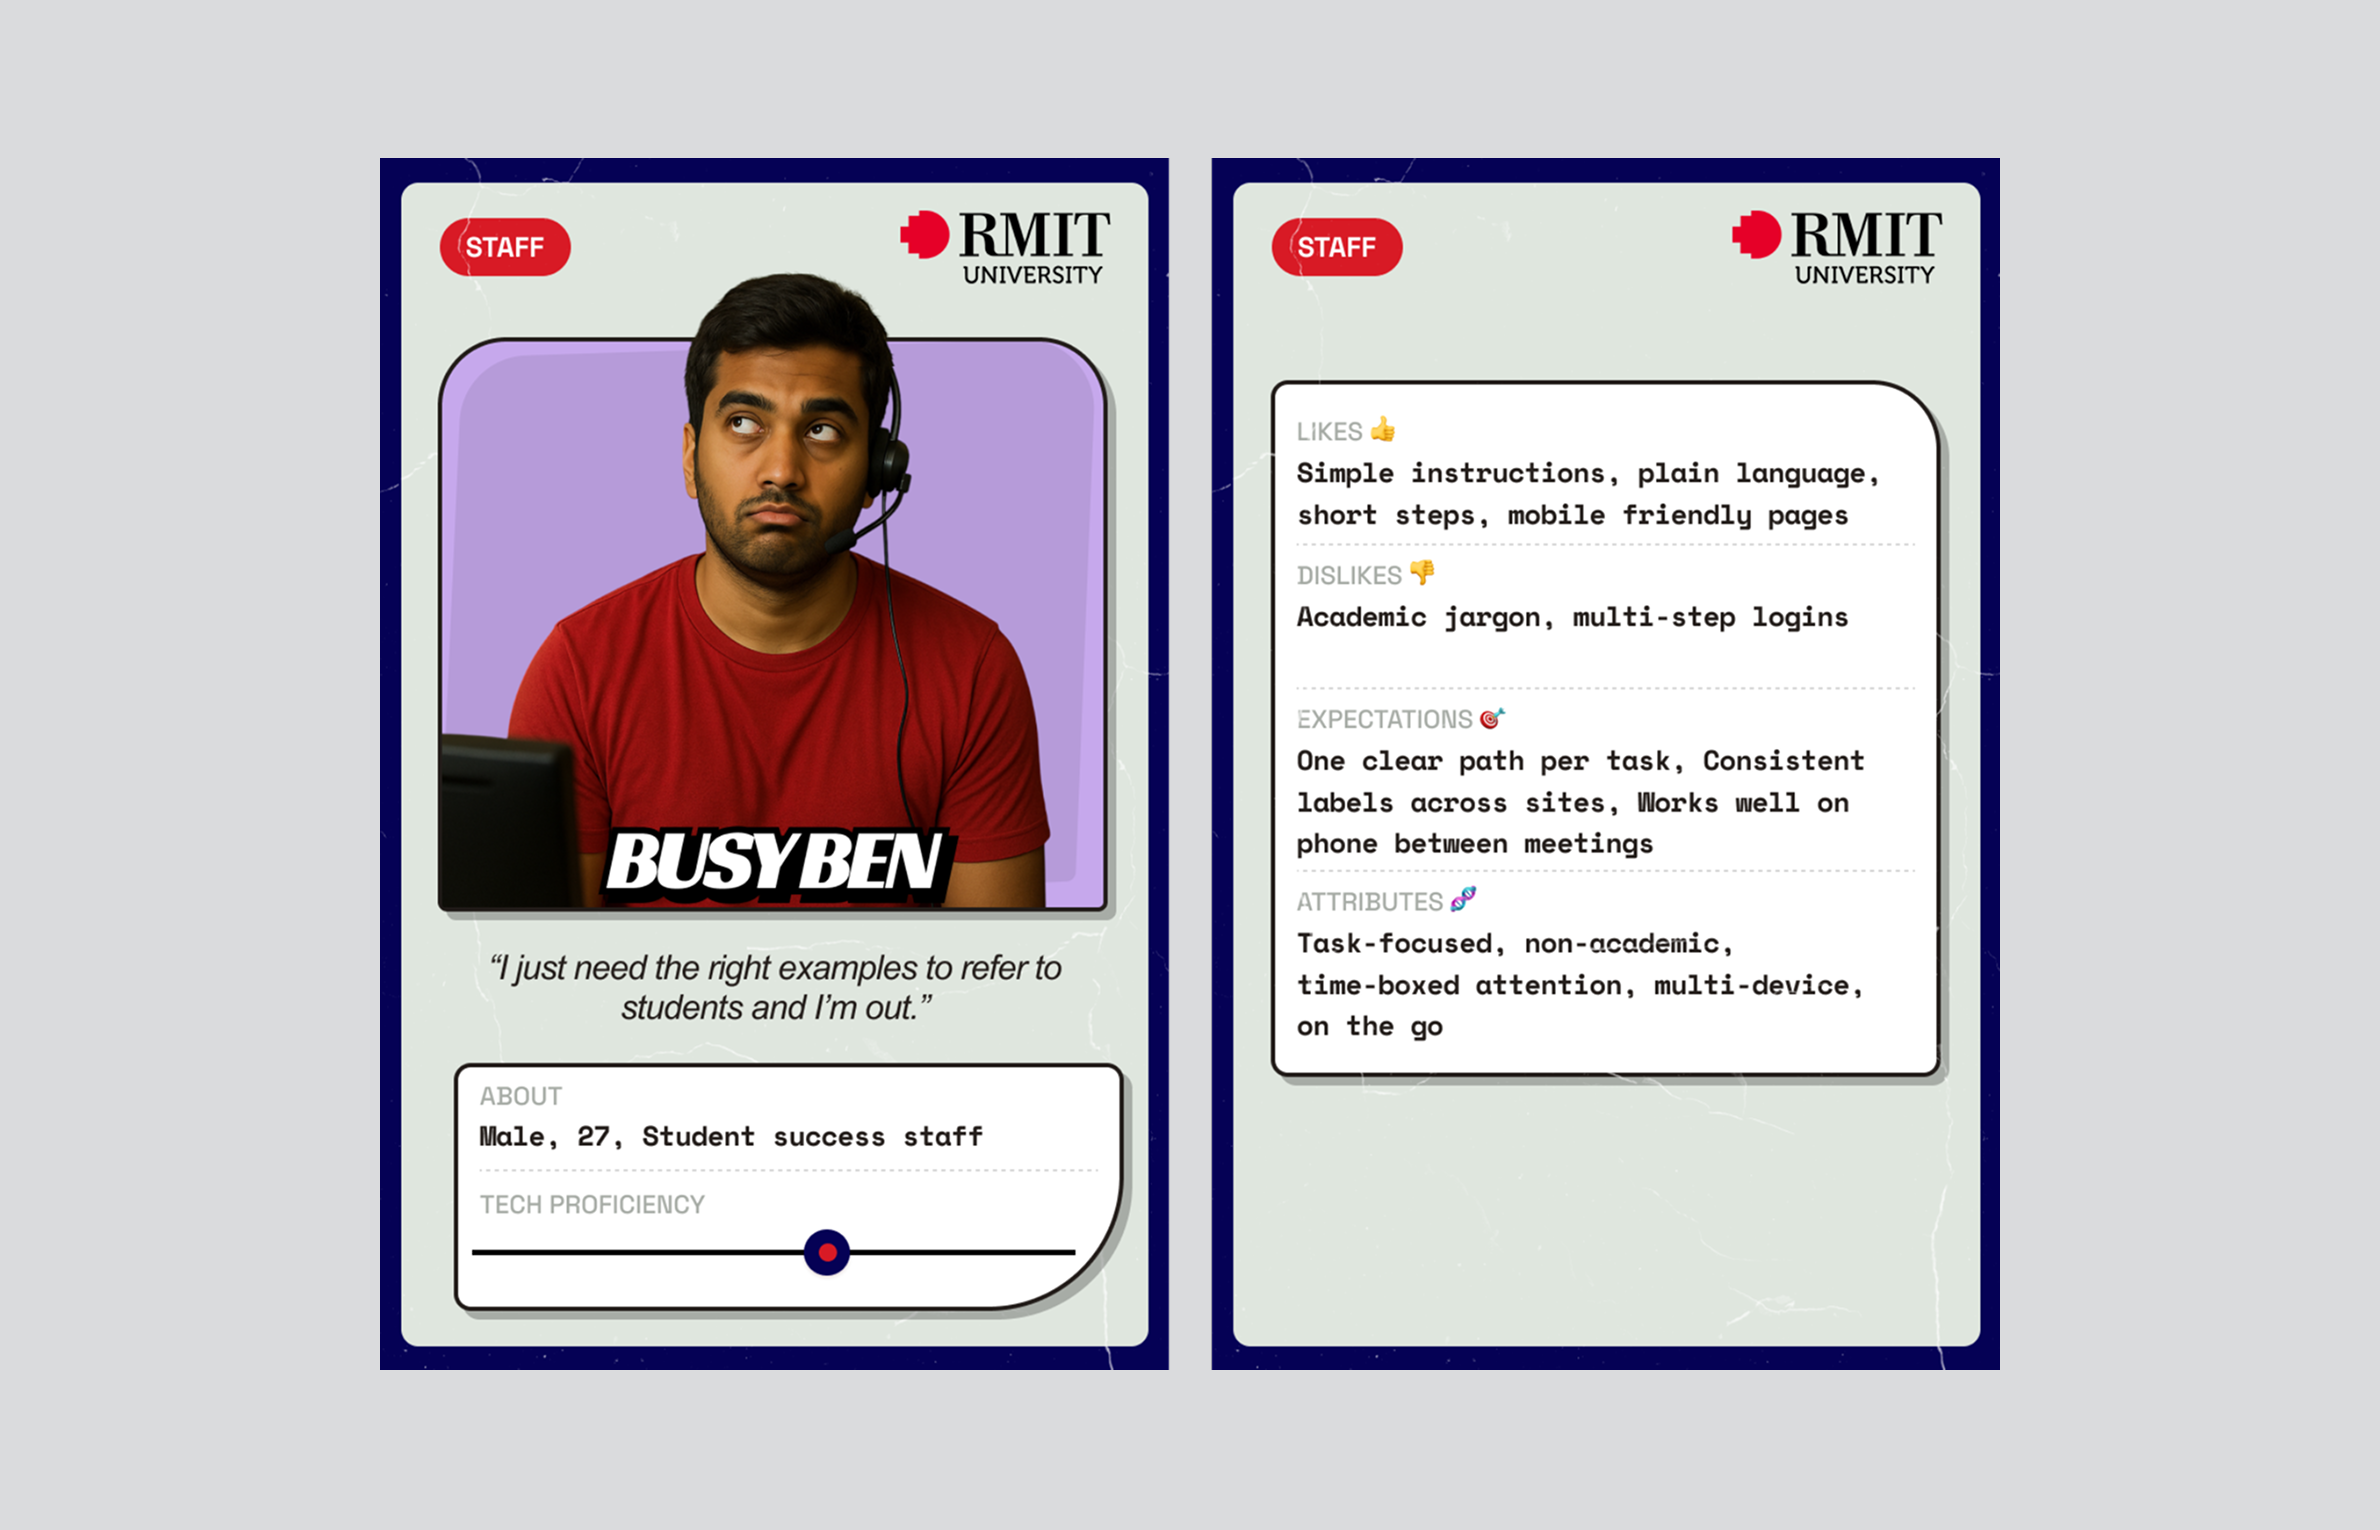 STAFF
RMIT
UNIVERSITY
BUSY BEN
“I just need the right examples to refer to
students and I’m out.”
ABOUT
Male, 27, Student success staff
TECH PROFICIENCY
STAFF
RMIT
UNIVERSITY
LIKES 👍
Simple instructions, plain language,
short steps, mobile friendly pages
DISLIKES 👎
Academic jargon, multi-step logins
EXPECTATIONS 🎯
One clear path per task, Consistent
labels across sites, Works well on
phone between meetings
ATTRIBUTES 🧬
Task-focused, non-academic,
time-boxed attention, multi-device,
on the go